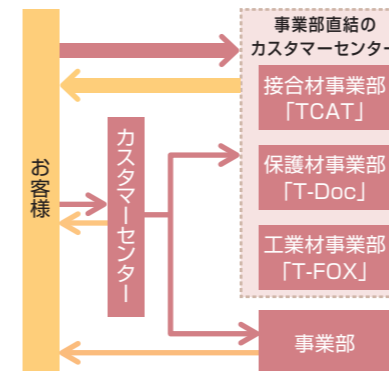 事業部直結の
カスタマーセンター
接合材事業部
「TCAT」
保護材事業部
「T-Doc」
工業材事業部
「T-FOX」
お客様
カスタマーセンター
事業部